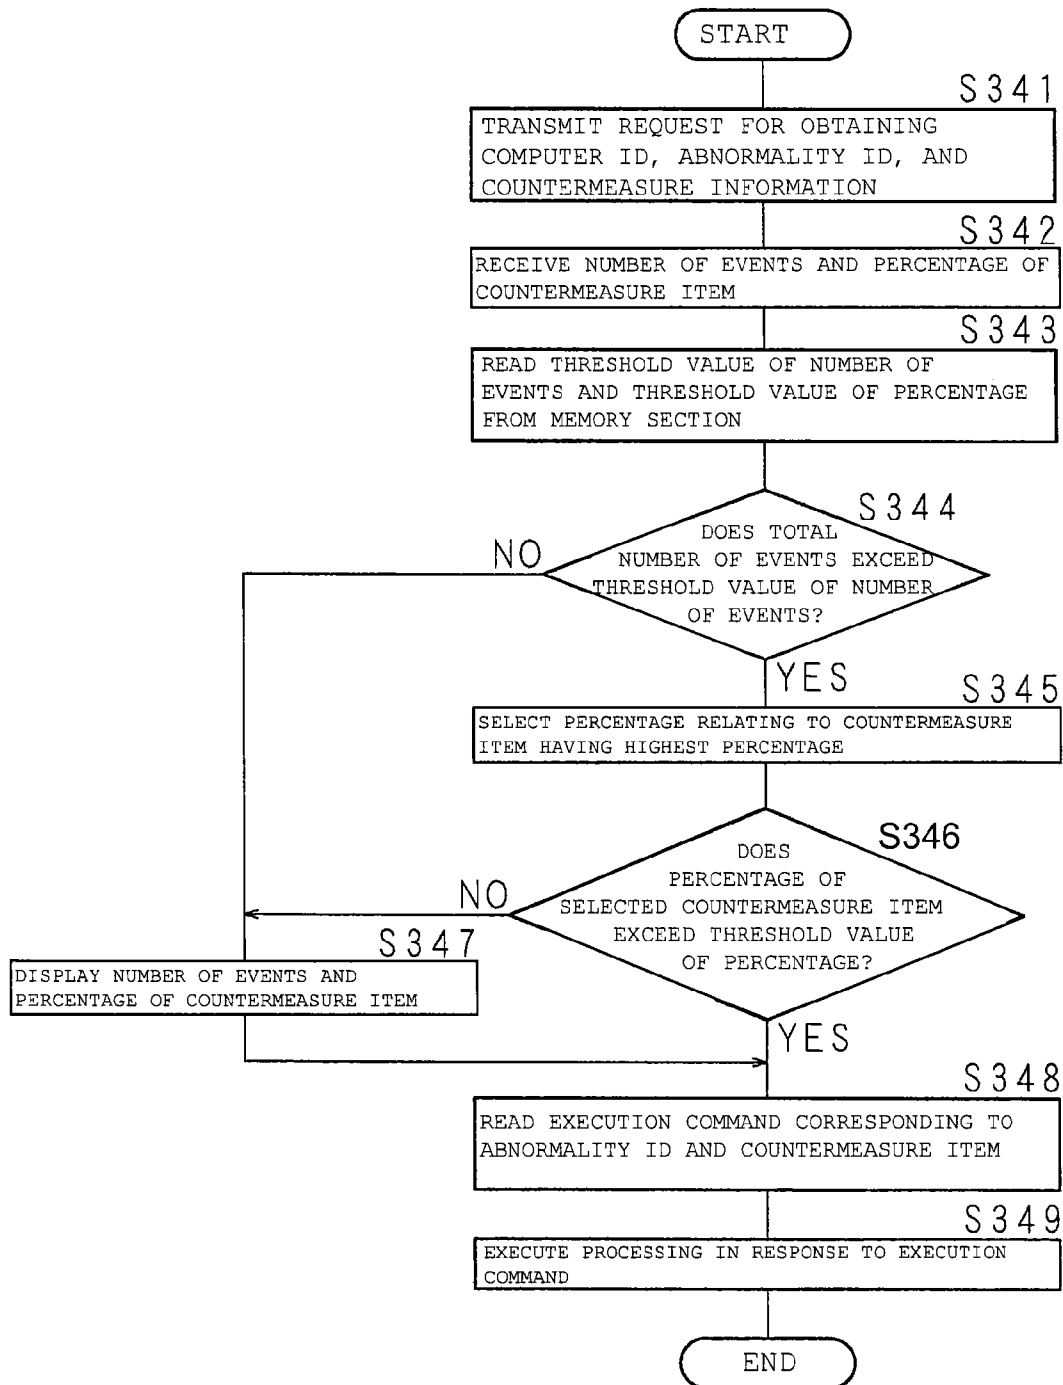 START
S341
TRANSMIT REQUEST FOR OBTAINING
COMPUTER ID, ABNORMALITY ID, AND
COUNTERMEASURE INFORMATION
S342
RECEIVE NUMBER OF EVENTS AND PERCENTAGE OF
COUNTERMEASURE ITEM
S343
READ THRESHOLD VALUE OF NUMBER OF
EVENTS AND THRESHOLD VALUE OF PERCENTAGE
FROM MEMORY SECTION
S344
DOES TOTAL
NUMBER OF EVENTS EXCEED
THRESHOLD VALUE OF NUMBER
OF EVENTS?
NO
YES
S345
SELECT PERCENTAGE RELATING TO COUNTERMEASURE
ITEM HAVING HIGHEST PERCENTAGE
S346
DOES
PERCENTAGE OF
SELECTED COUNTERMEASURE ITEM
EXCEED THRESHOLD VALUE
OF PERCENTAGE?
NO
S347
DISPLAY NUMBER OF EVENTS AND
PERCENTAGE OF COUNTERMEASURE ITEM
YES
S348
READ EXECUTION COMMAND CORRESPONDING TO
ABNORMALITY ID AND COUNTERMEASURE ITEM
S349
EXECUTE PROCESSING IN RESPONSE TO EXECUTION
COMMAND
END